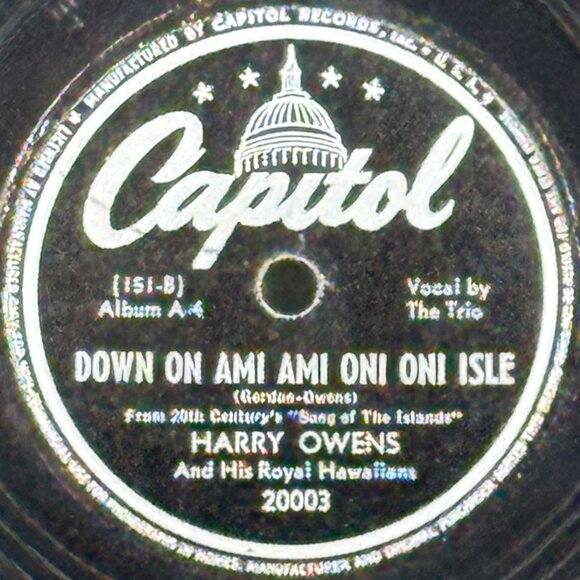 MANUFACTURED BY CAPITOL RECORDS, INC. U.S.A.
Capitol
(151-B)
Album A-4
Vocal by
The Trio
DOWN ON AMI AMI ONI ONI ISLE
(Gordon-Owens)
From 20th Century's "Song of The Islands"
HARRY OWENS
And His Royal Hawaiians
20003